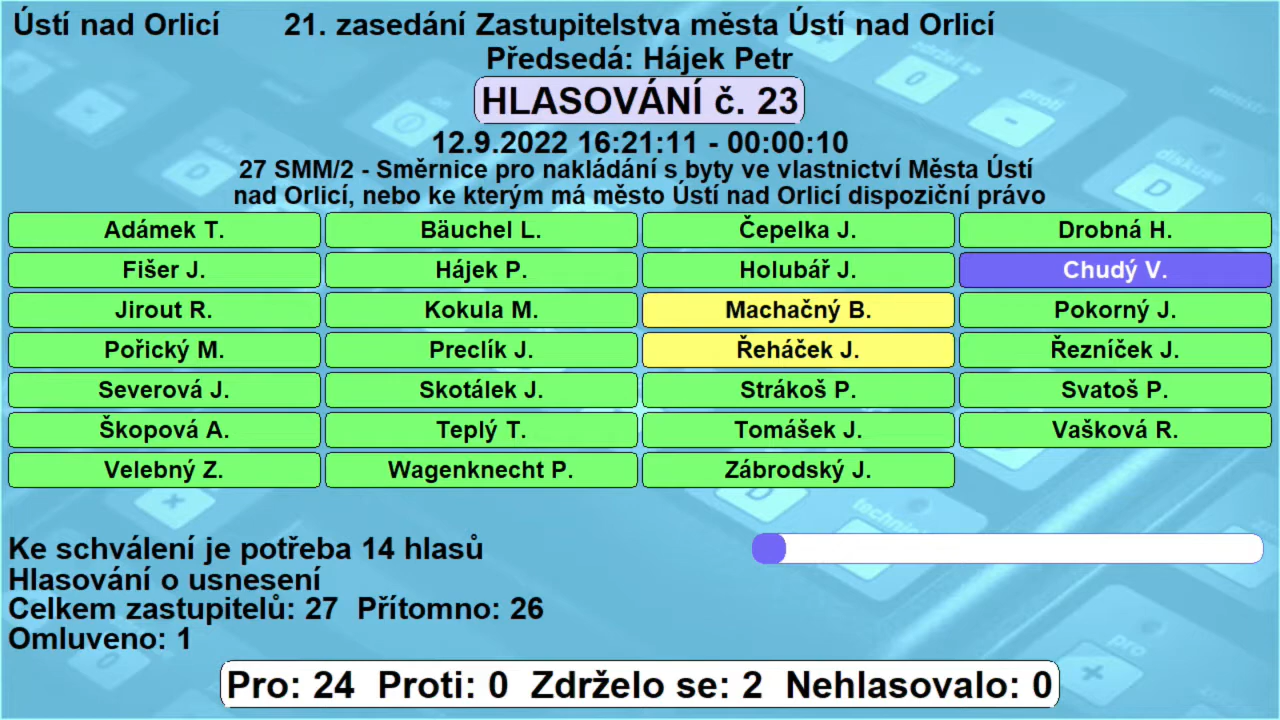 Ústí nad Orlicí 21. zasedání Zastupitelstva města Ústí nad Orlicí
Předsedá: Hájek Petr
HLASOVÁNÍ č. 23
12.9.2022 16:21:11 - 00:00:10
27 SMM/2 - Směrnice pro nakládání s byty ve vlastnictví Města Ústí
nad Orlicí, nebo ke kterým má město Ústí nad Orlicí dispoziční právo
Adámek T. Bäuchel L. Čepelka J. Drobná H.
Fišer J. Hájek P. Holubář J. Chudý V.
Jirout R. Kokula M. Machačný B. Pokorný J.
Pořický M. Preclík J. Řeháček J. Řezníček J.
Severová J. Skotálek J. Strákoš P. Svatoš P.
Škopová A. Teplý T. Tomášek J. Vašková R.
Velebný Z. Wagenknecht P. Zábrodský J.
Ke schválení je potřeba 14 hlasů
Hlasování o usnesení
Celkem zastupitelů: 27 Přítomno: 26
Omluveno: 1
Pro: 24 Proti: 0 Zdrželo se: 2 Nehlasovalo: 0